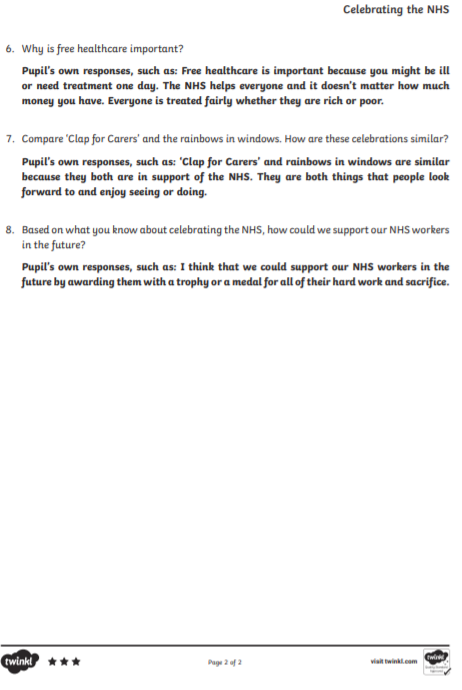 Celebrating the NHS
6. Why is free healthcare important?
Pupil's own responses, such as: Free healthcare is important because you might be ill
or need treatment one day. The NHS helps everyone and it doesn't matter how much
money you have. Everyone is treated fairly whether they are rich or poor.
7. Compare 'Clap for Carers' and the rainbows in windows. How are these celebrations similar?
Pupil's own responses, such as: 'Clap for Carers' and rainbows in windows are similar
because they both are in support of the NHS. They are both things that people look
forward to and enjoy seeing or doing.
8. Based on what you know about celebrating the NHS, how could we support our NHS workers
in the future?
Pupil's own responses, such as: I think that we could support our NHS workers in the
future by awarding them with a trophy or a medal for all of their hard work and sacrifice.
twinkl
Page 2 of 2
visit twinkl.com
twinkl